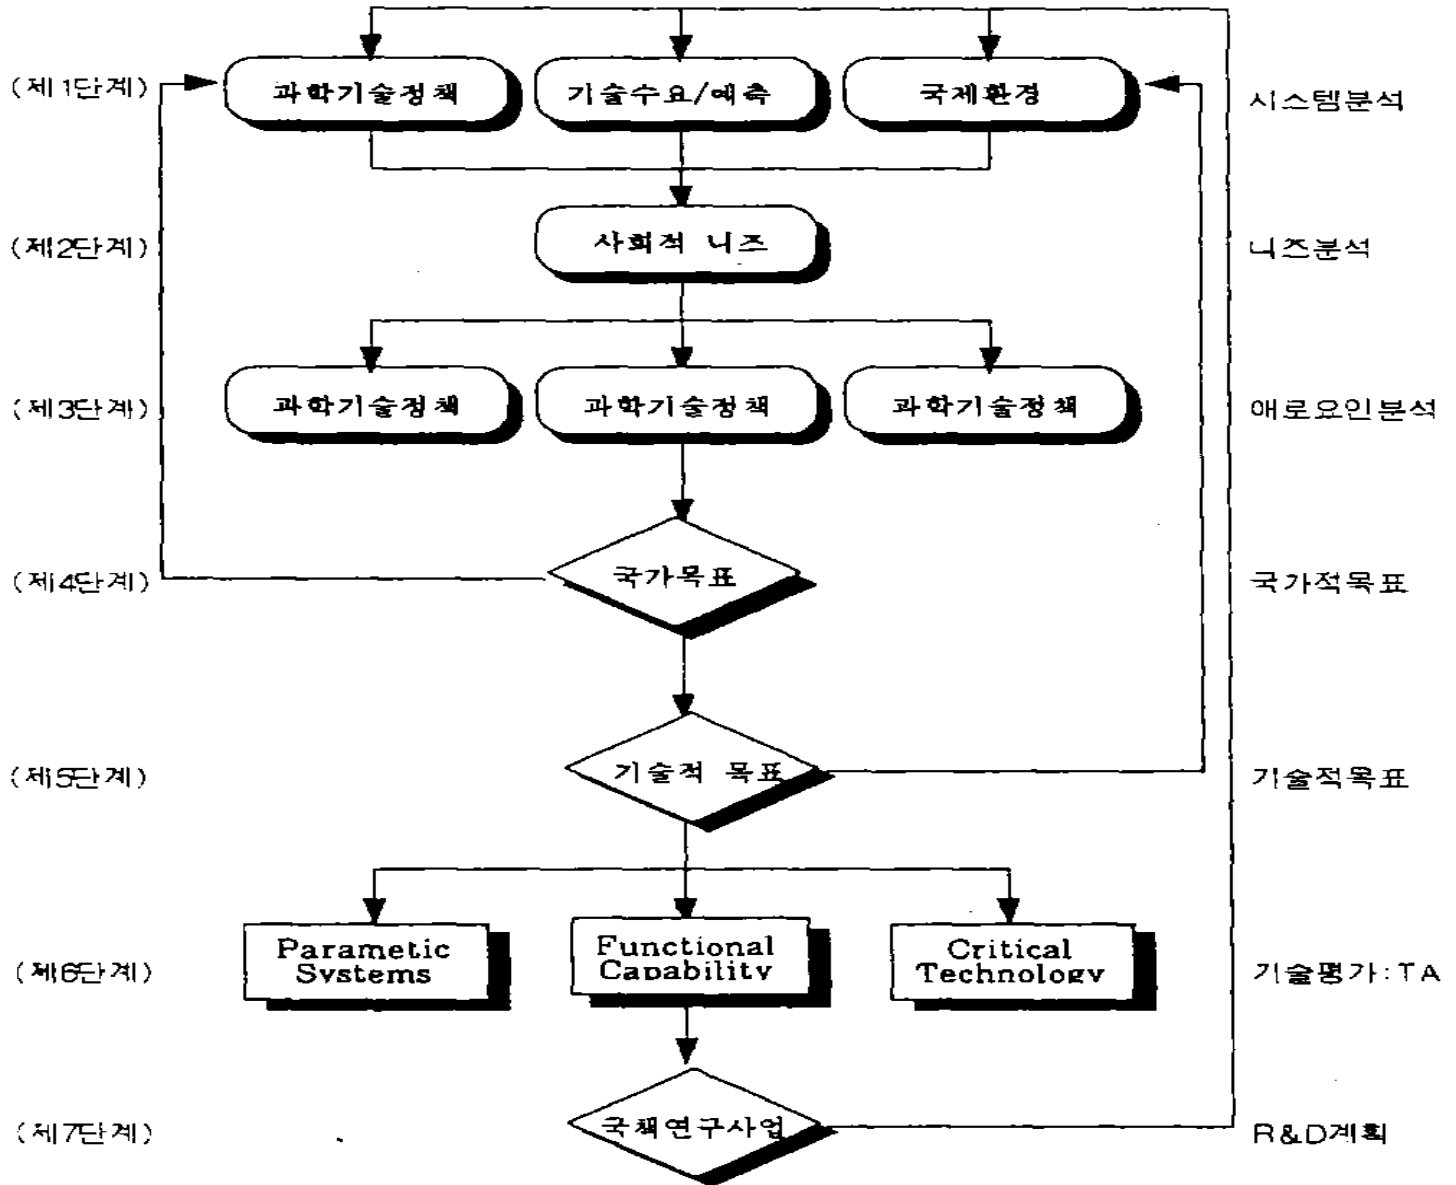 (제1단계) 과학기술정책 기술수요/예측 국제환경 시스템분석
(제2단계) 사회적 니즈 니즈분석
(제3단계) 과학기술정책 과학기술정책 과학기술정책 애로요인분석
(제4단계) 국가목표 국가적목표
(제5단계) 기술적 목표 기술적목표
(제6단계) Parametic Functional Critical 기술평가:TA
Systems Capability Technology
(제7단계) 국책연구사업 R&D계획